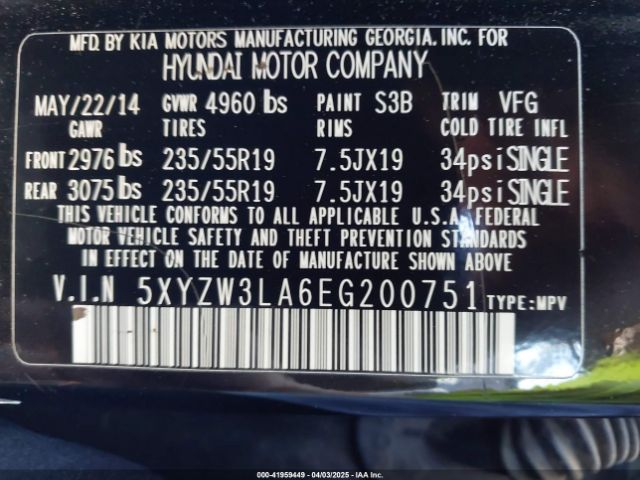 MFD. BY KIA MOTORS MANUFACTURING GEORGIA, INC. FOR
HYUNDAI MOTOR COMPANY
MAY/22/14 GVWR 4960 lbs PAINT S3B TRIM VFG
GAWR TIRES RIMS COLD TIRE INFL
FRONT 2976 lbs 235/55R19 7.5JX19 34psi SINGLE
REAR 3075 lbs 235/55R19 7.5JX19 34psi SINGLE
THIS VEHICLE CONFORMS TO ALL APPLICABLE U.S.A. FEDERAL
MOTOR VEHICLE SAFETY AND THEFT PREVENTION STANDARDS
IN EFFECT ON THE DATE OF MANUFACTURE SHOWN ABOVE.
V.I.N 5XYZW3LA6EG200751 TYPE:MPV
000-41959449 - 04/03/2025 - IAA Inc.